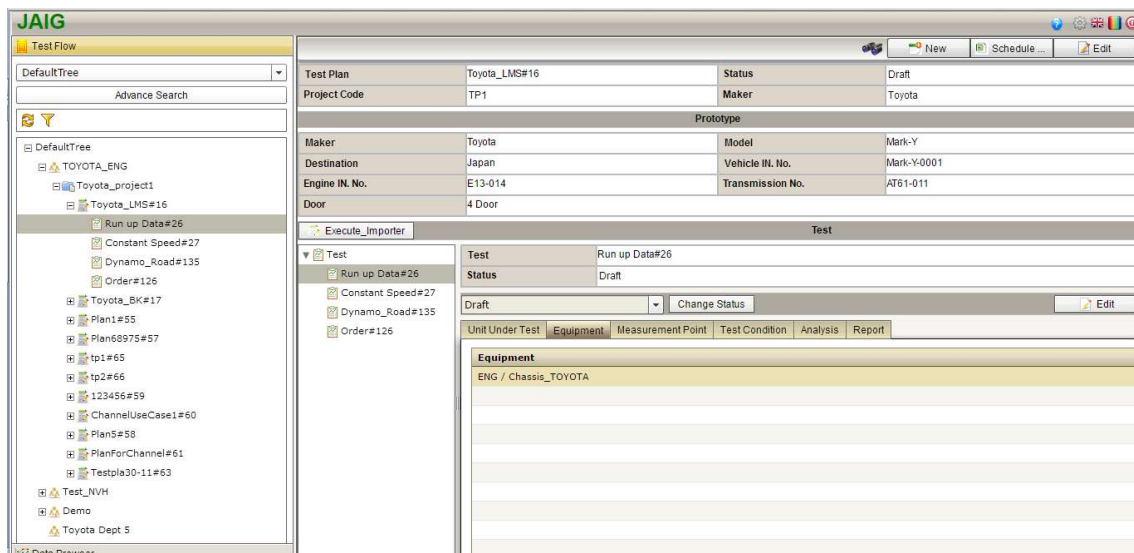 JAIG
Test Flow
New Schedule ... Edit
DefaultTree
Advance Search
Test Plan Toyota_LMS#16 Status Draft
Project Code TP1 Maker Toyota
Prototype
Maker Toyota Model Mark-Y
Destination Japan Vehicle IN. No. Mark-Y-0001
Engine IN. No. E13-014 Transmission No. AT61-011
Door 4 Door
DefaultTree
TOYOTA_ENG
Toyota_project1
Toyota_LMS#16
Run up Data#26
Constant Speed#27
Dynamo_Road#135
Order#126
Toyota_BK#17
Plan1#55
Plan68975#57
tp1#65
tp2#66
123456#59
ChannelUseCase1#60
Plan5#58
PlanForChannel#61
Testpla30-11#63
Test_NVH
Demo
Toyota Dept 5
Data Browser
Execute_Importer Test
Test
Run up Data#26
Constant Speed#27
Dynamo_Road#135
Order#126
Test Run up Data#26
Status Draft
Draft Change Status Edit
Unit Under Test Equipment Measurement Point Test Condition Analysis Report
Equipment
ENG / Chassis_TOYOTA